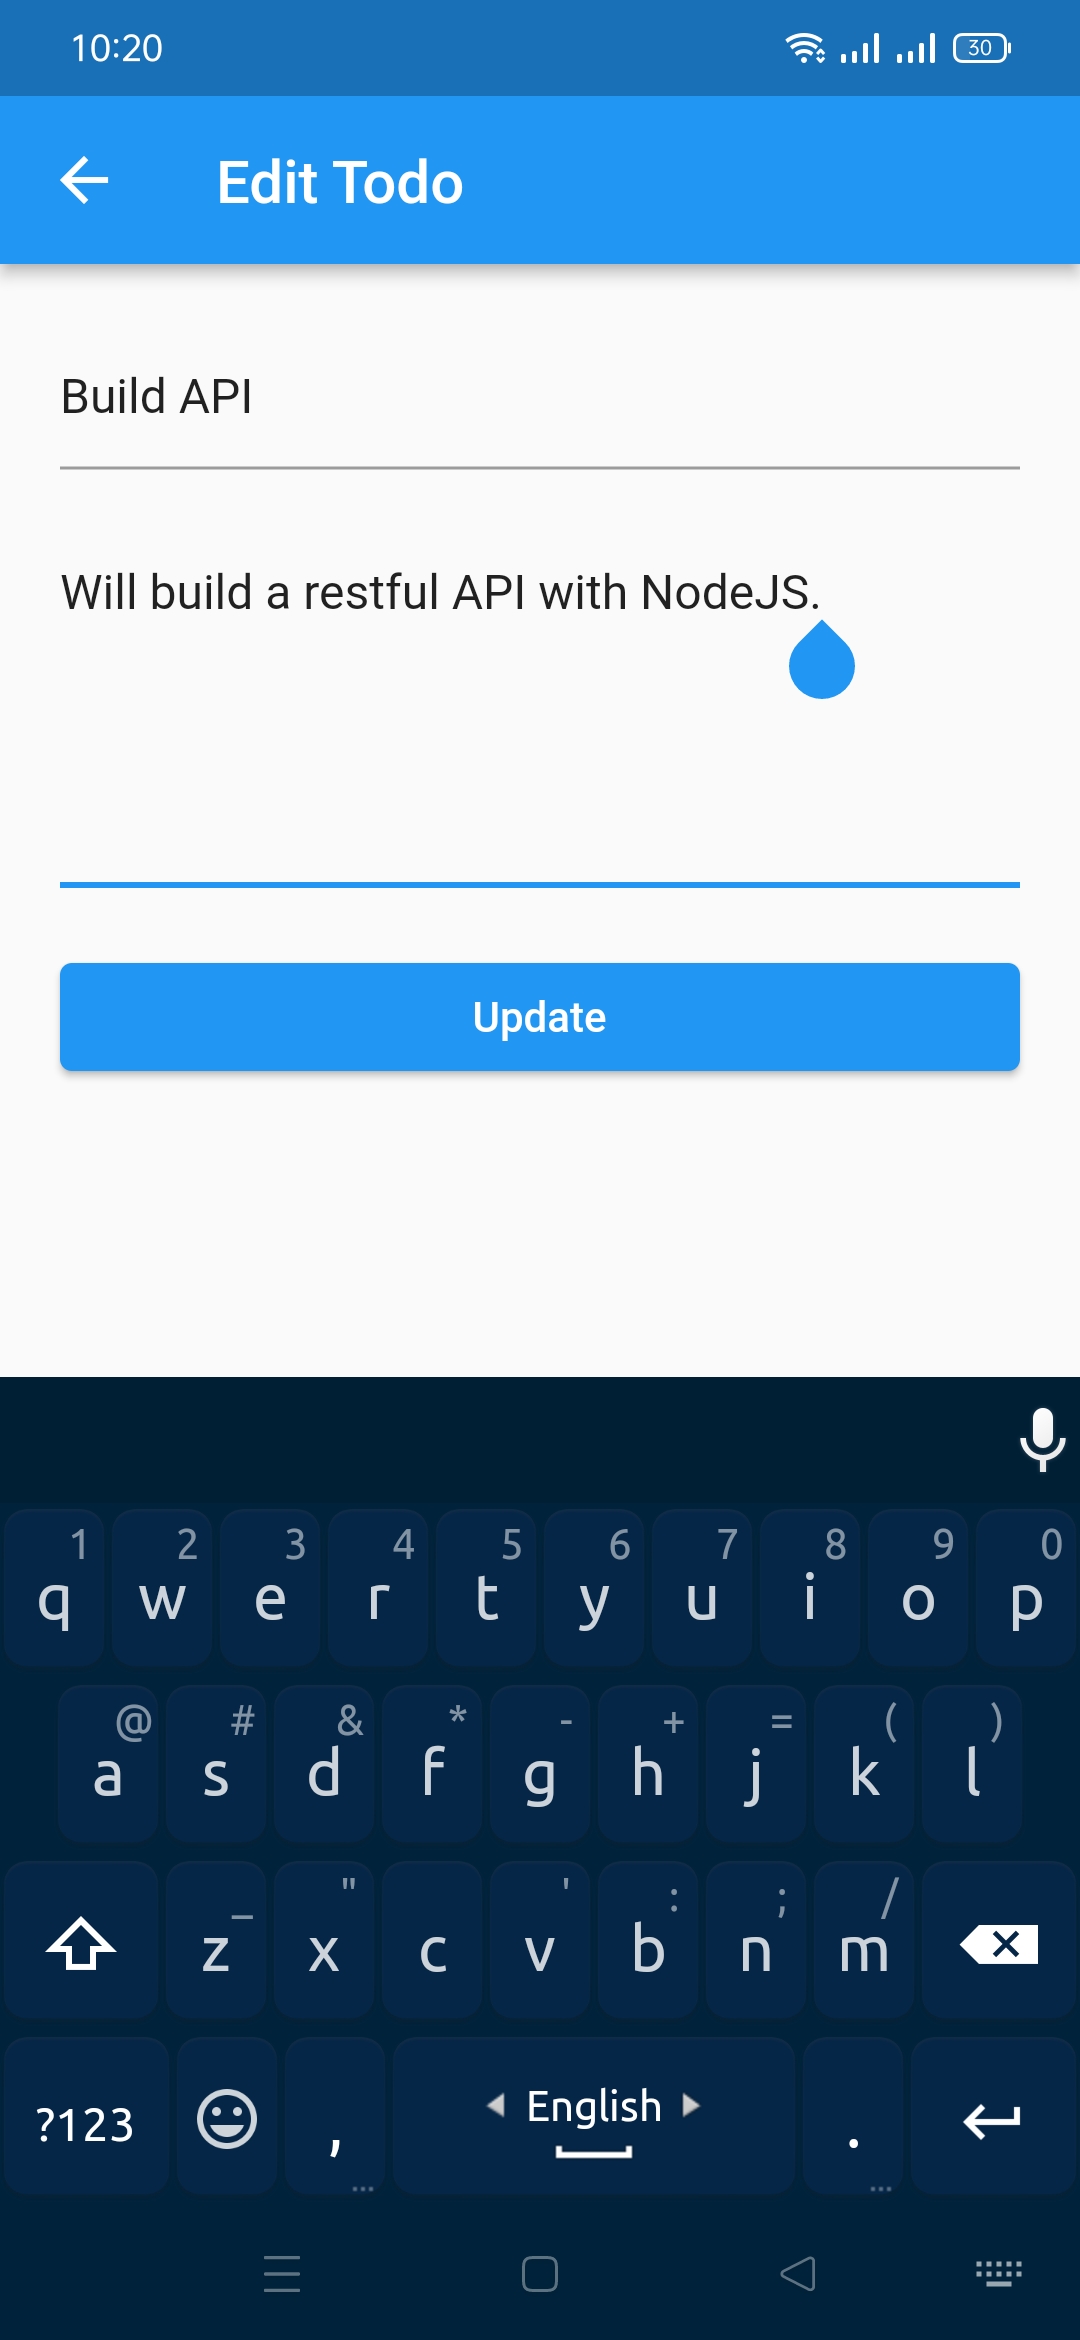 10:20
30
Edit Todo
Build API
Will build a restful API with NodeJS.
Update
1 2 3 4 5 6 7 8 9 0
q w e r t y u i o p
@ # & * - + = ( )
a s d f g h j k l
_ " ' : ; /
z x c v b n m
?123 , English .
... ...